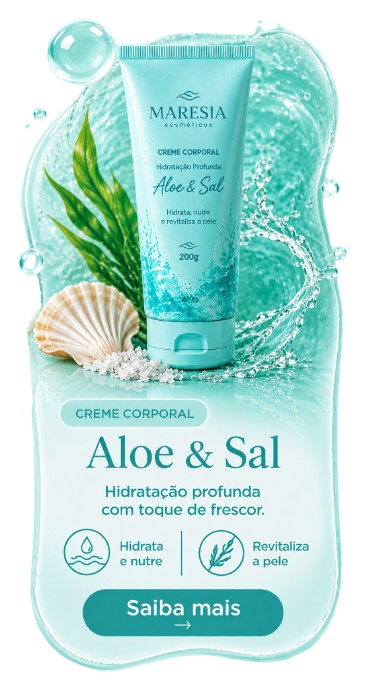 MARESIA
cosméticos
CREME CORPORAL
Hidratação Profunda
Aloe & Sal
Hidrata, nutre
e revitaliza a pele
200g
CREME CORPORAL
Aloe & Sal
Hidratação profunda
com toque de frescor.
Hidrata
e nutre
Revitaliza
a pele
Saiba mais
→